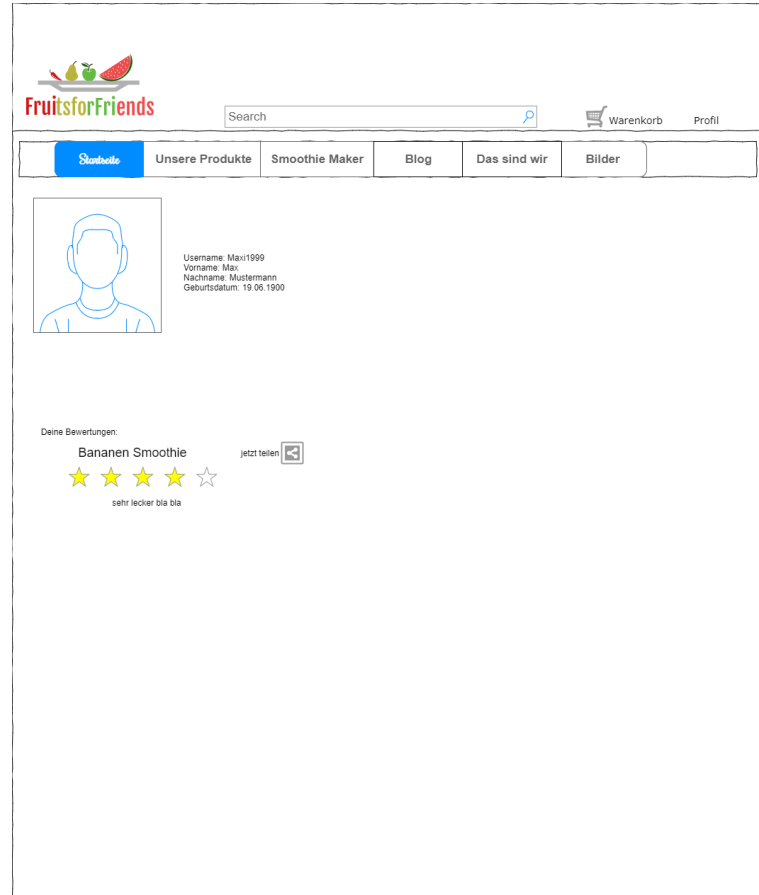 FruitsforFriends
Search
Warenkorb
Profil
Startseite
Unsere Produkte
Smoothie Maker
Blog
Das sind wir
Bilder
Username: Maxi1999
Vorname: Max
Nachname: Mustermann
Geburtsdatum: 19.06.1900
Deine Bewertungen:
Bananen Smoothie
jetzt teilen
sehr lecker bla bla